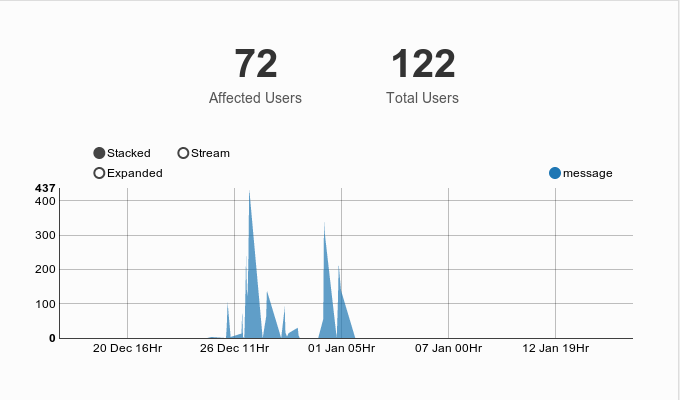 72 122
Affected Users Total Users
Stacked Stream
Expanded message
437
400
300
200
100
0
20 Dec 16Hr 26 Dec 11Hr 01 Jan 05Hr 07 Jan 00Hr 12 Jan 19Hr